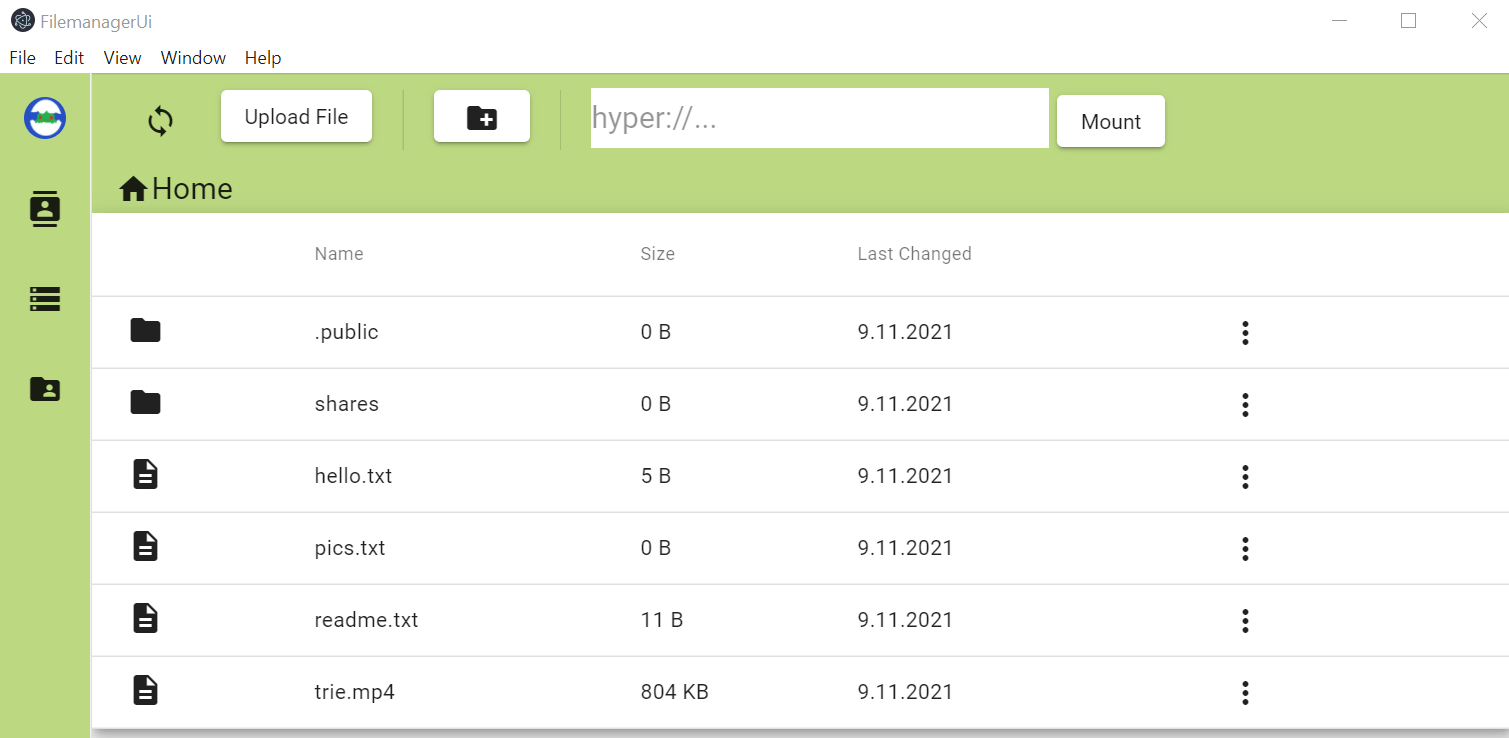 FilemanagerUi
File Edit View Window Help
Upload File hyper://... Mount
Home
Name Size Last Changed
.public 0 B 9.11.2021
shares 0 B 9.11.2021
hello.txt 5 B 9.11.2021
pics.txt 0 B 9.11.2021
readme.txt 11 B 9.11.2021
trie.mp4 804 KB 9.11.2021